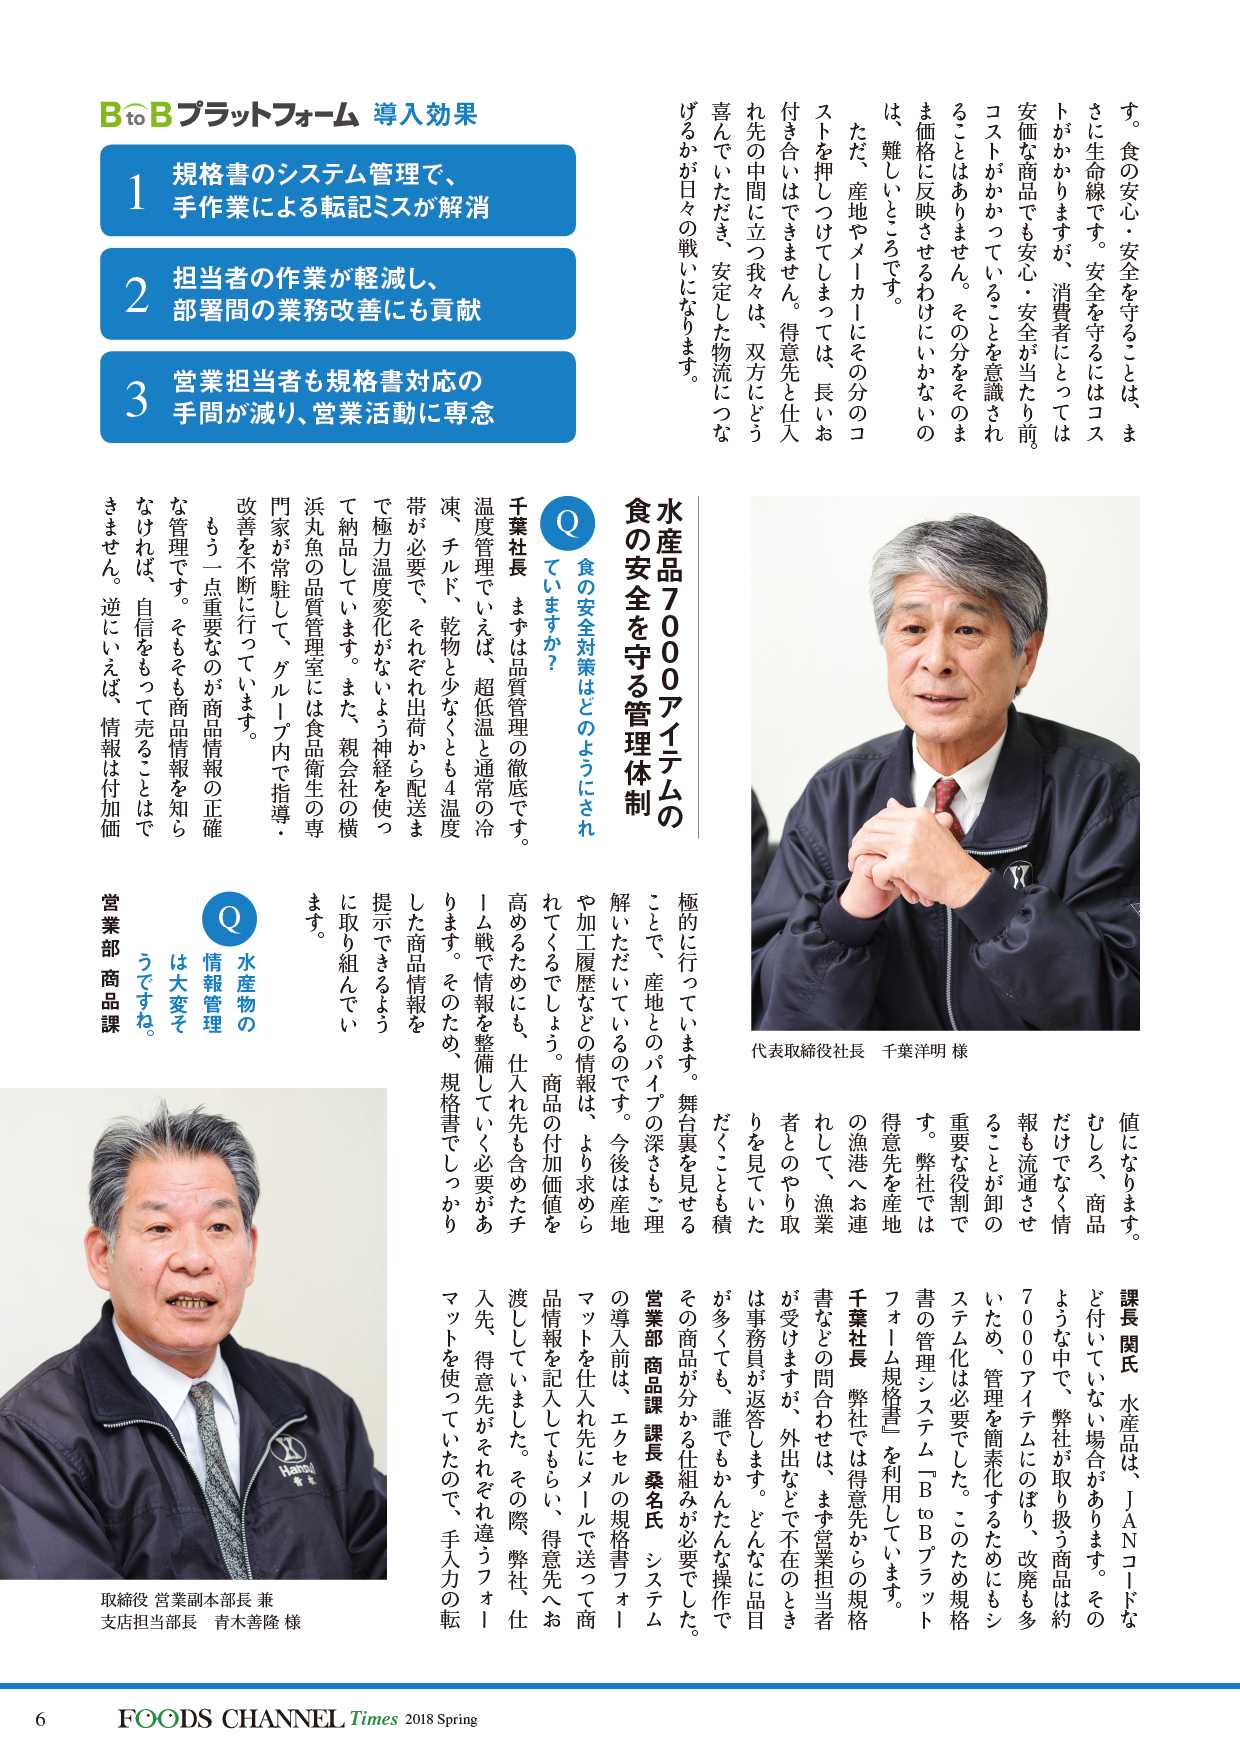 す。食の安心・安全を守ることは、ま
さに生命線です。安全を守るにはコス
トがかかりますが、消費者にとっては
安価な商品でも安心・安全が当たり前。
コストがかかっていることを意識され
ることはありません。その分をそのま
ま価格に反映させるわけにいかないの
は、難しいところです。
ただ、産地やメーカーにその分のコ
ストを押しつけてしまっては、長いお
付き合いはできません。得意先と仕入
れ先の中間に立つ我々は、双方にどう
喜んでいただき、安定した物流につな
げるかが日々の戦いになります。
BtoBプラットフォーム 導入効果
1 規格書のシステム管理で、
手作業による転記ミスが解消
2 担当者の作業が軽減し、
部署間の業務改善にも貢献
3 営業担当者も規格書対応の
手間が減り、営業活動に専念
水産品7000アイテムの
食の安全を守る管理体制
Q 食の安全対策はどのようにされ
ていますか?
千葉社長 まずは品質管理の徹底です。
温度管理でいえば、超低温と通常の冷
凍、チルド、乾物と少なくとも4温度
帯が必要で、それぞれ出荷から配送ま
で極力温度変化がないよう神経を使っ
て納品しています。また、親会社の横
浜丸魚の品質管理室には食品衛生の専
門家が常駐して、グループ内で指導・
改善を不断に行っています。
もう一点重要なのが商品情報の正確
な管理です。そもそも商品情報を知ら
なければ、自信をもって売ることはで
きません。逆にいえば、情報は付加価
代表取締役社長 千葉洋明 様
値になります。
むしろ、商品
だけでなく情
報も流通させ
ることが卸の
重要な役割で
す。弊社では
得意先を産地
の漁港へお連
れして、漁業
者とのやり取
りを見ていた
だくことも積
極的に行っています。舞台裏を見せる
ことで、産地とのパイプの深さもご理
解いただいているのです。今後は産地
や加工履歴などの情報は、より求めら
れてくるでしょう。商品の付加価値を
高めるためにも、仕入れ先も含めたチ
ーム戦で情報を整備していく必要があ
ります。そのため、規格書でしっかり
した商品情報を
提示できるよう
に取り組んでい
ます。
Q 水産物の
情報管理
は大変そ
うですね。
営業部 商品課
課長 関氏 水産品は、JANコードな
ど付いていない場合があります。その
ような中で、弊社が取り扱う商品は約
7000アイテムにのぼり、改廃も多
いため、管理を簡素化するためにもシ
ステム化は必要でした。このため規格
書の管理システム『BtoBプラット
フォーム規格書』を利用しています。
千葉社長 弊社では得意先からの規格
書などの問合わせは、まず営業担当者
が受けますが、外出などで不在のとき
は事務員が返答します。どんなに品目
が多くても、誰でもかんたんな操作で
その商品が分かる仕組みが必要でした。
営業部 商品課 課長 桑名氏 システム
の導入前は、エクセルの規格書フォー
マットを仕入れ先にメールで送って商
品情報を記入してもらい、得意先へお
渡ししていました。その際、弊社、仕
入先、得意先がそれぞれ違うフォー
マットを使っていたので、手入力の転
取締役 営業副本部長 兼
支店担当部長 青木善隆 様
6 FOODS CHANNEL Times 2018 Spring